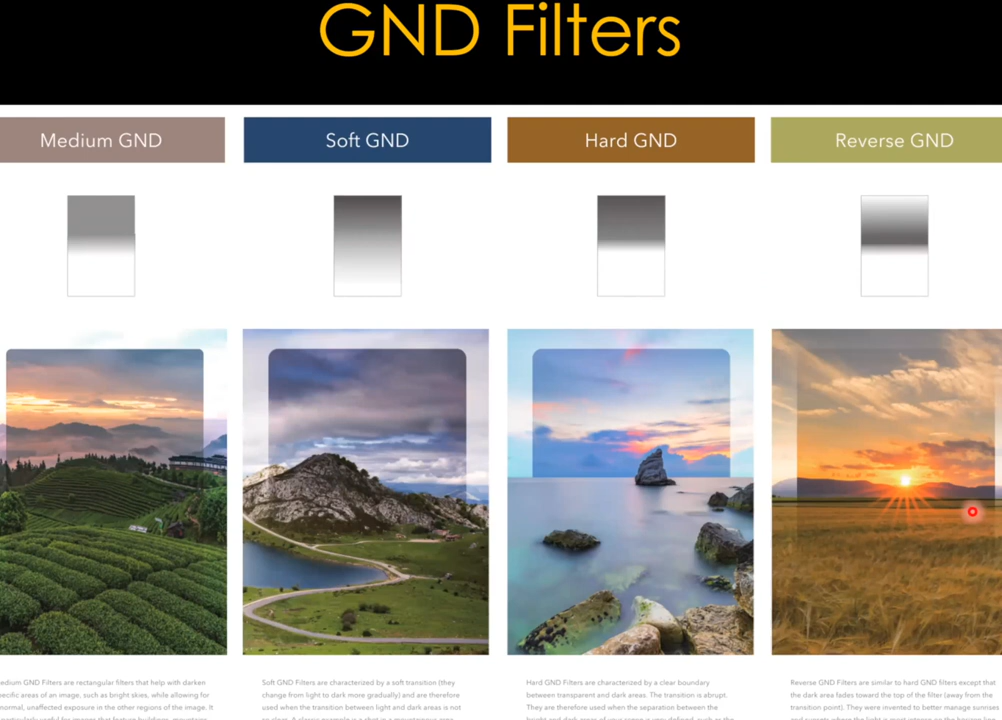 GND Filters
Medium GND
Soft GND
Hard GND
Reverse GND
edium GND Filters are rectangular filters that help with darken
ecific areas of an image, such as bright skies, while allowing for
normal, unaffected exposure in the other regions of the image. It
Soft GND Filters are characterized by a soft transition (they
change from light to dark more gradually) and are therefore
used when the transition between light and dark areas is not
Hard GND Filters are characterized by a clear boundary
between transparent and dark areas. The transition is abrupt.
They are therefore used when the separation between the
Reverse GND Filters are similar to hard GND filters except that
the dark area fades toward the top of the filter (away from the
transition point). They were invented to better manage sunrises